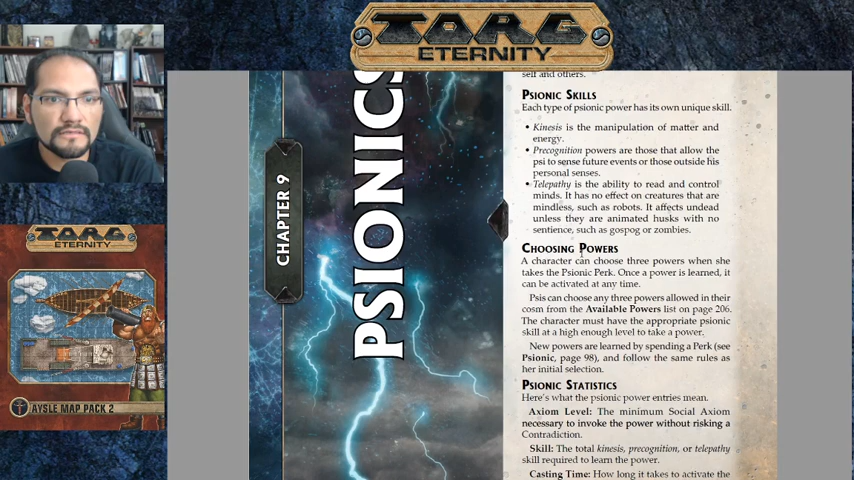 TORG
ETERNITY
self and others.
PSIONIC SKILLS
Each type of psionic power has its own unique skill.
• Kinesis is the manipulation of matter and
energy.
• Precognition powers are those that allow the
psi to sense future events or those outside his
personal senses.
• Telepathy is the ability to read and control
minds. It has no effect on creatures that are
mindless, such as robots. It affects undead
unless they are animated husks with no
sentience, such as gospog or zombies.
CHOOSING POWERS
A character can choose three powers when she
takes the Psionic Perk. Once a power is learned, it
can be activated at any time.
Psis can choose any three powers allowed in their
cosm from the Available Powers list on page 206.
The character must have the appropriate psionic
skill at a high enough level to take a power.
New powers are learned by spending a Perk (see
Psionic, page 98), and follow the same rules as
her initial selection.
PSIONIC STATISTICS
Here's what the psionic power entries mean.
Axiom Level: The minimum Social Axiom
necessary to invoke the power without risking a
Contradiction.
Skill: The total kinesis, precognition, or telepathy
skill required to learn the power.
Casting Time: How long it takes to activate the
CHAPTER 9
PSIONICS
TORG
ETERNITY
AYSLE MAP PACK 2